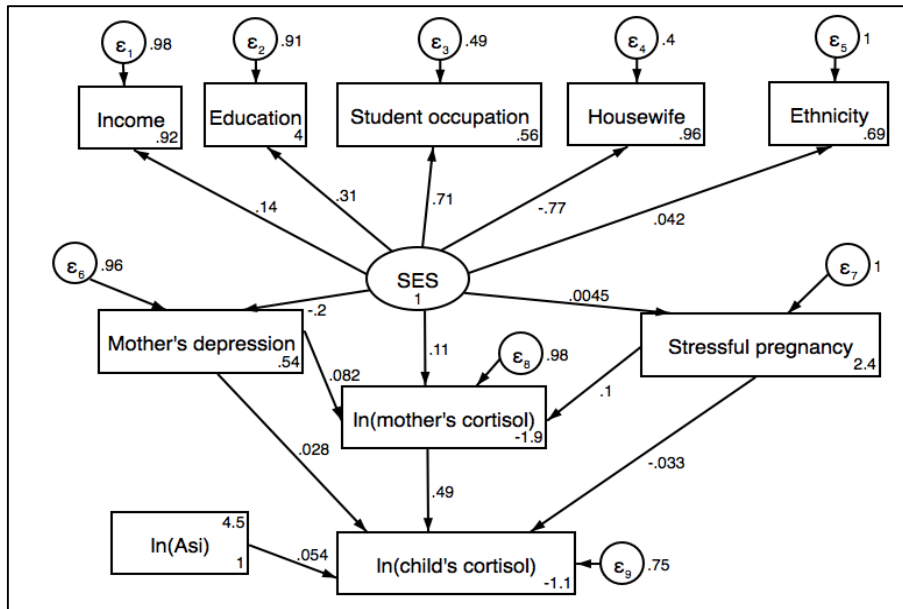 ε1 .98
ε2 .91
ε3 .49
ε4 .4
ε5 1
Income .92
Education 4
Student occupation .56
Housewife .96
Ethnicity .69
.14
.31
.71
-.77
.042
ε6 .96
SES 1
ε7 1
-.2
.0045
Mother's depression .54
.11
ε8 .98
Stressful pregnancy 2.4
.082
.1
ln(mother's cortisol) -1.9
.028
.49
-.033
ln(Asi) 4.5 1
.054
ln(child's cortisol) -1.1
ε9 .75